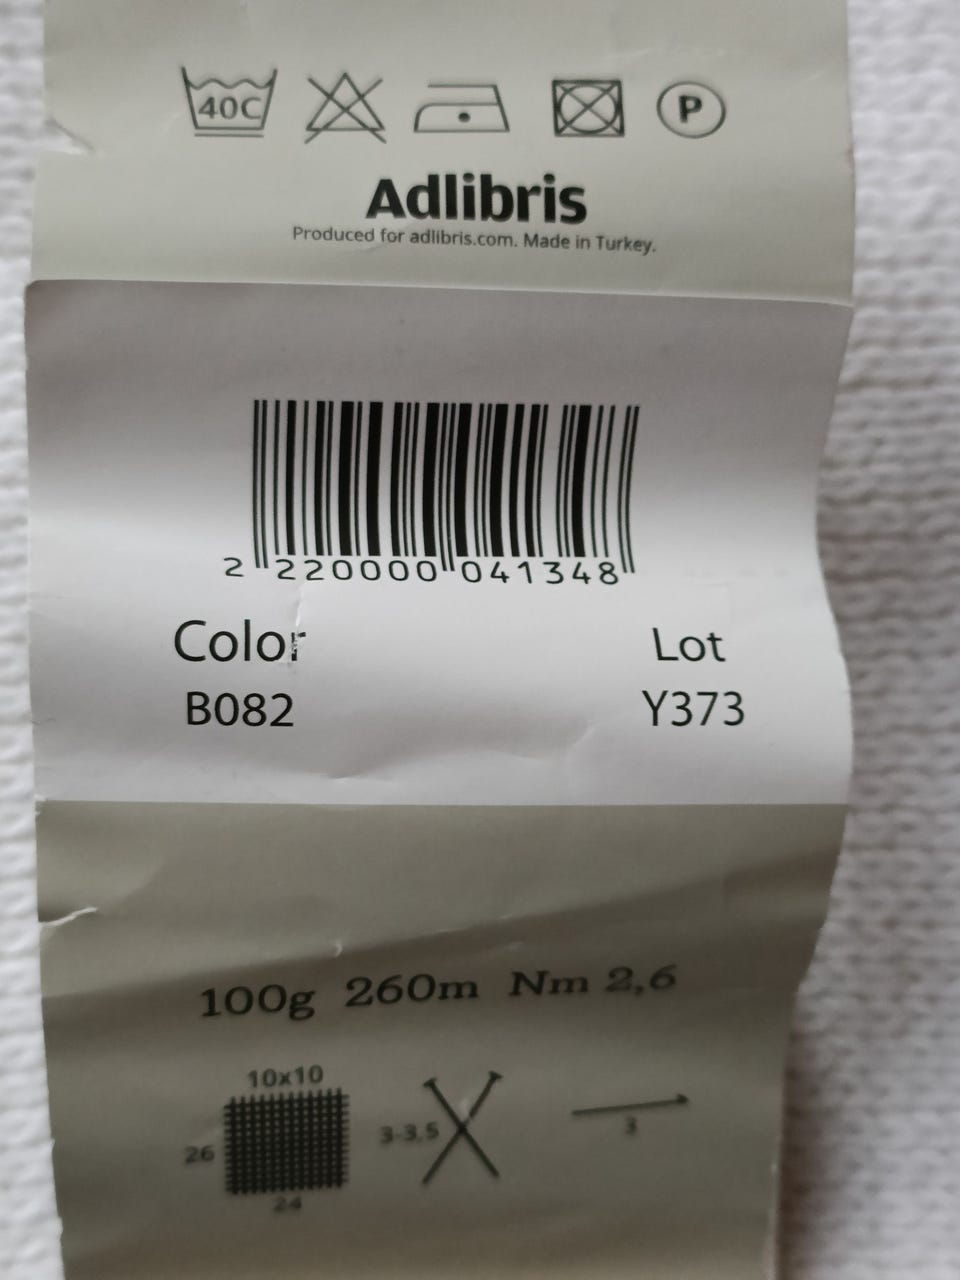 40C P
Adlibris
Produced for adlibris.com. Made in Turkey.
2 220000 041348
Color Lot
B082 Y373
100g 260m Nm 2,6
10x10
26 3-3.5 3
24